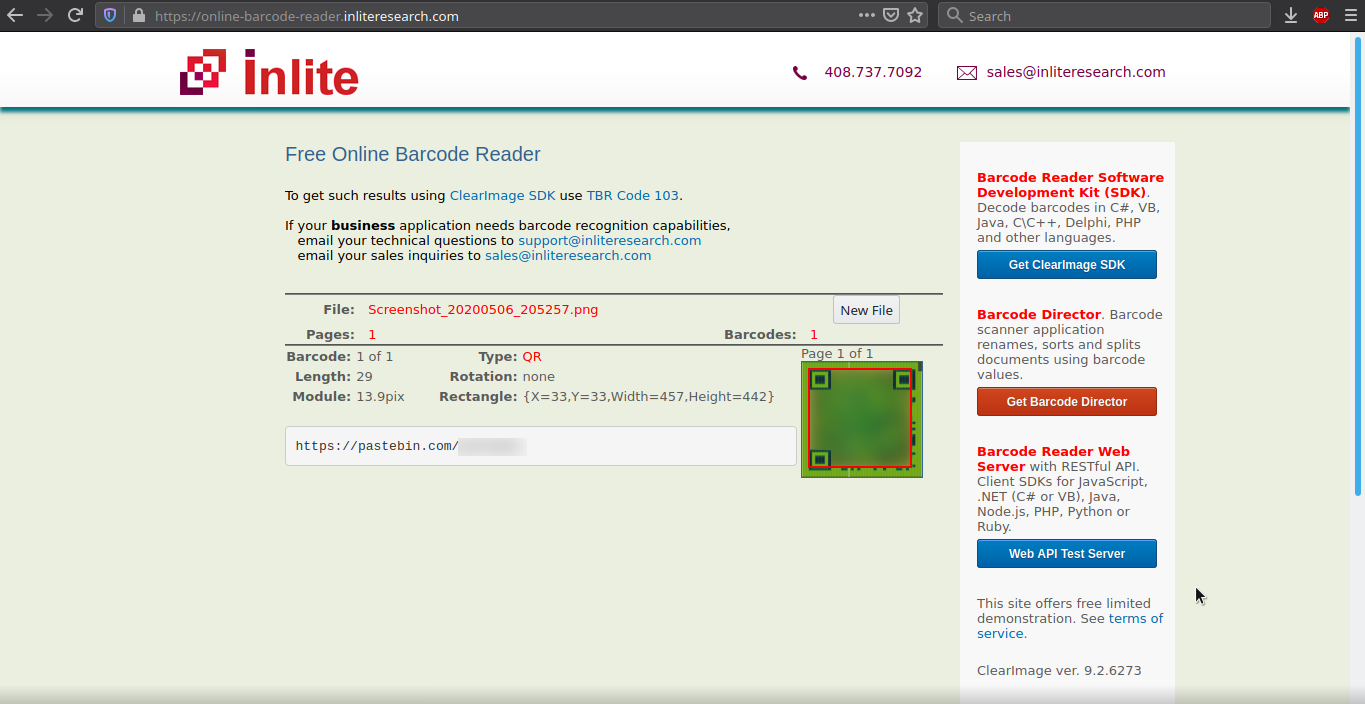 https://online-barcode-reader.inliteresearch.com
Search
ABP
inlite
408.737.7092
sales@inliteresearch.com
Free Online Barcode Reader
To get such results using ClearImage SDK use TBR Code 103.
If your business application needs barcode recognition capabilities,
email your technical questions to support@inliteresearch.com
email your sales inquiries to sales@inliteresearch.com
File: Screenshot_20200506_205257.png
New File
Pages: 1
Barcodes: 1
Barcode: 1 of 1
Type: QR
Page 1 of 1
Length: 29
Rotation: none
Module: 13.9pix
Rectangle: {X=33,Y=33,Width=457,Height=442}
https://pastebin.com/
Barcode Reader Software
Development Kit (SDK).
Decode barcodes in C#, VB,
Java, C\C++, Delphi, PHP
and other languages.
Get ClearImage SDK
Barcode Director. Barcode
scanner application
renames, sorts and splits
documents using barcode
values.
Get Barcode Director
Barcode Reader Web
Server with RESTful API.
Client SDKs for JavaScript,
.NET (C# or VB), Java,
Node.js, PHP, Python or
Ruby.
Web API Test Server
This site offers free limited
demonstration. See terms of
service.
ClearImage ver. 9.2.6273